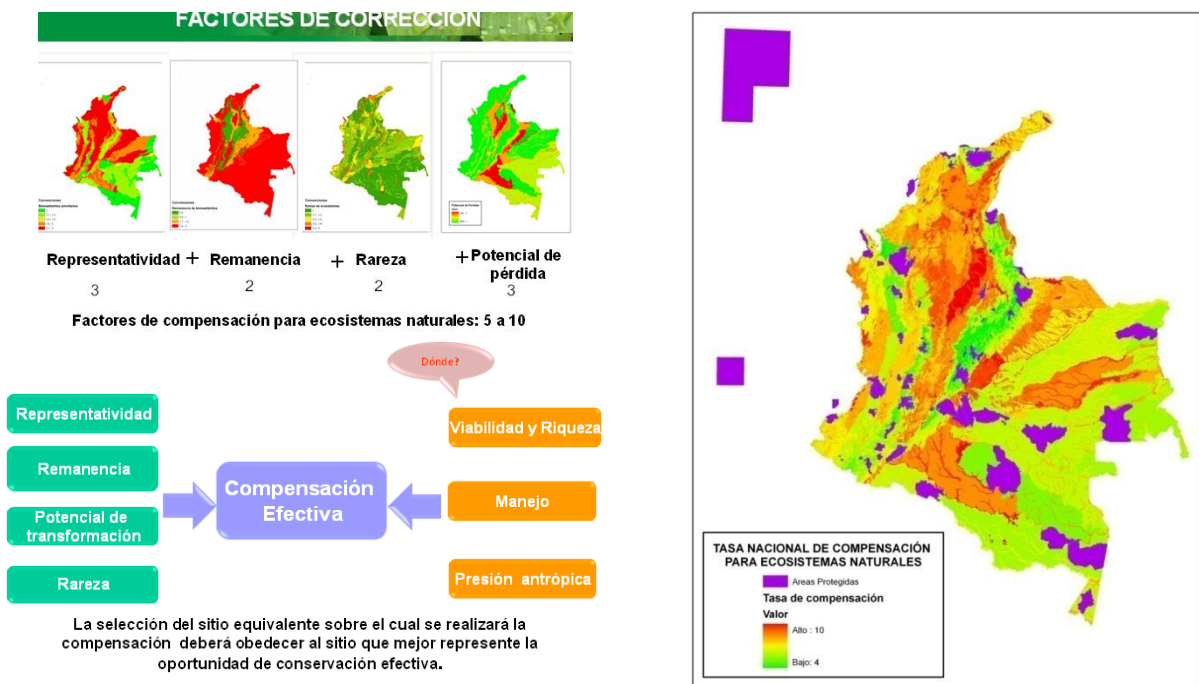 FACTORES DE CORRECCIÓN
Representatividad + Remanencia + Rareza + Potencial de
pérdida
3 2 2 3
Factores de compensación para ecosistemas naturales: 5 a 10
Dónde?
Representatividad
Remanencia
Potencial de
transformación
Rareza
Compensación
Efectiva
Viabilidad y Riqueza
Manejo
Presión antrópica
La selección del sitio equivalente sobre el cual se realizará la
compensación deberá obedecer al sitio que mejor represente la
oportunidad de conservación efectiva.
TASA NACIONAL DE COMPENSACIÓN
PARA ECOSISTEMAS NATURALES
Areas Protegidas
Tasa de compensación
Valor
Alto : 10
Bajo: 4